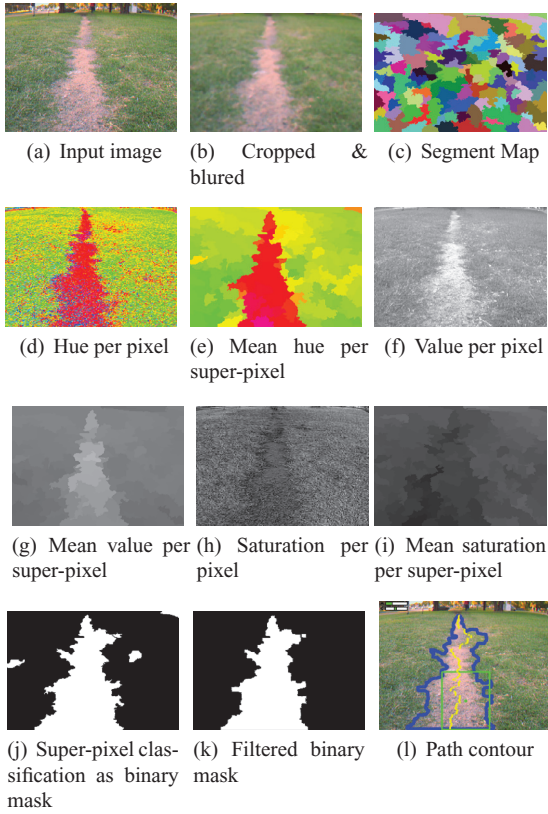 (a) Input image
(b) Cropped &
blured
(c) Segment Map
(d) Hue per pixel
(e) Mean hue per
super-pixel
(f) Value per pixel
(g) Mean value per
super-pixel
(h) Saturation per
pixel
(i) Mean saturation
per super-pixel
(j) Super-pixel clas-
sification as binary
mask
(k) Filtered binary
mask
(l) Path contour